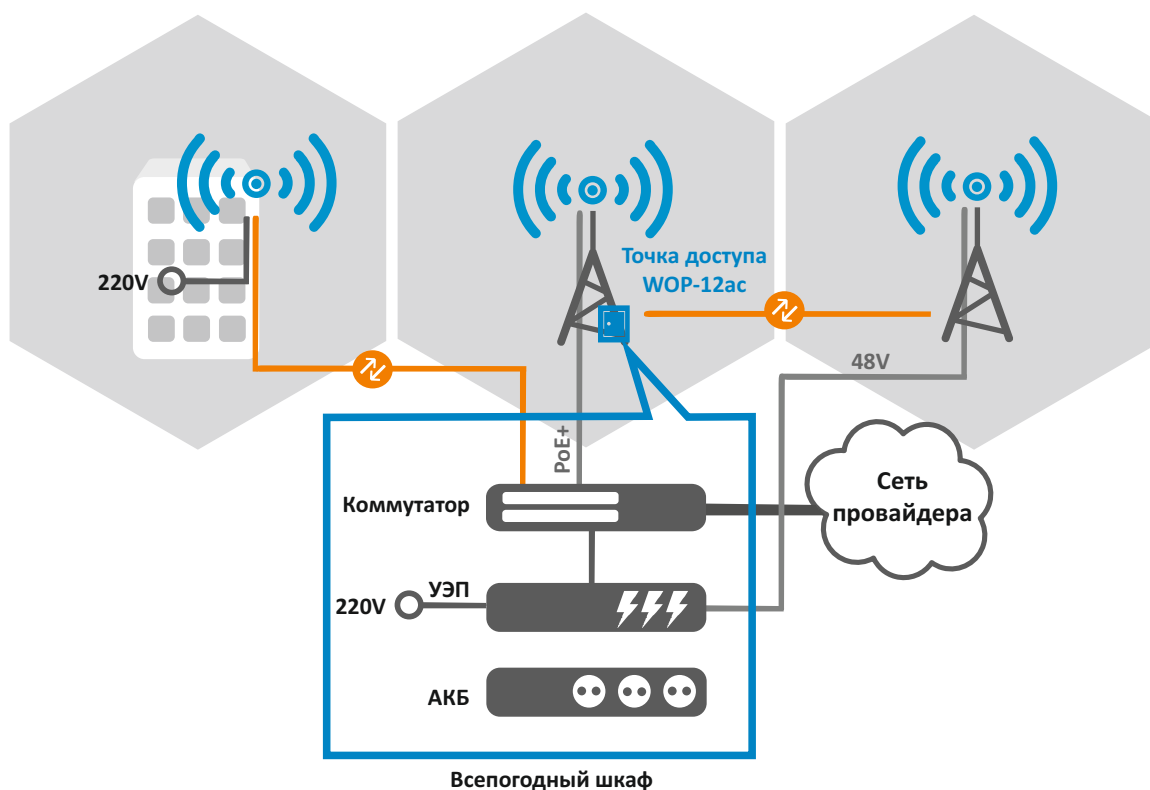 Точка доступа
WOP-12ac
220V
48V
PoE+
Коммутатор
Сеть
провайдера
УЭП
220V
АКБ
Всепогодный шкаф